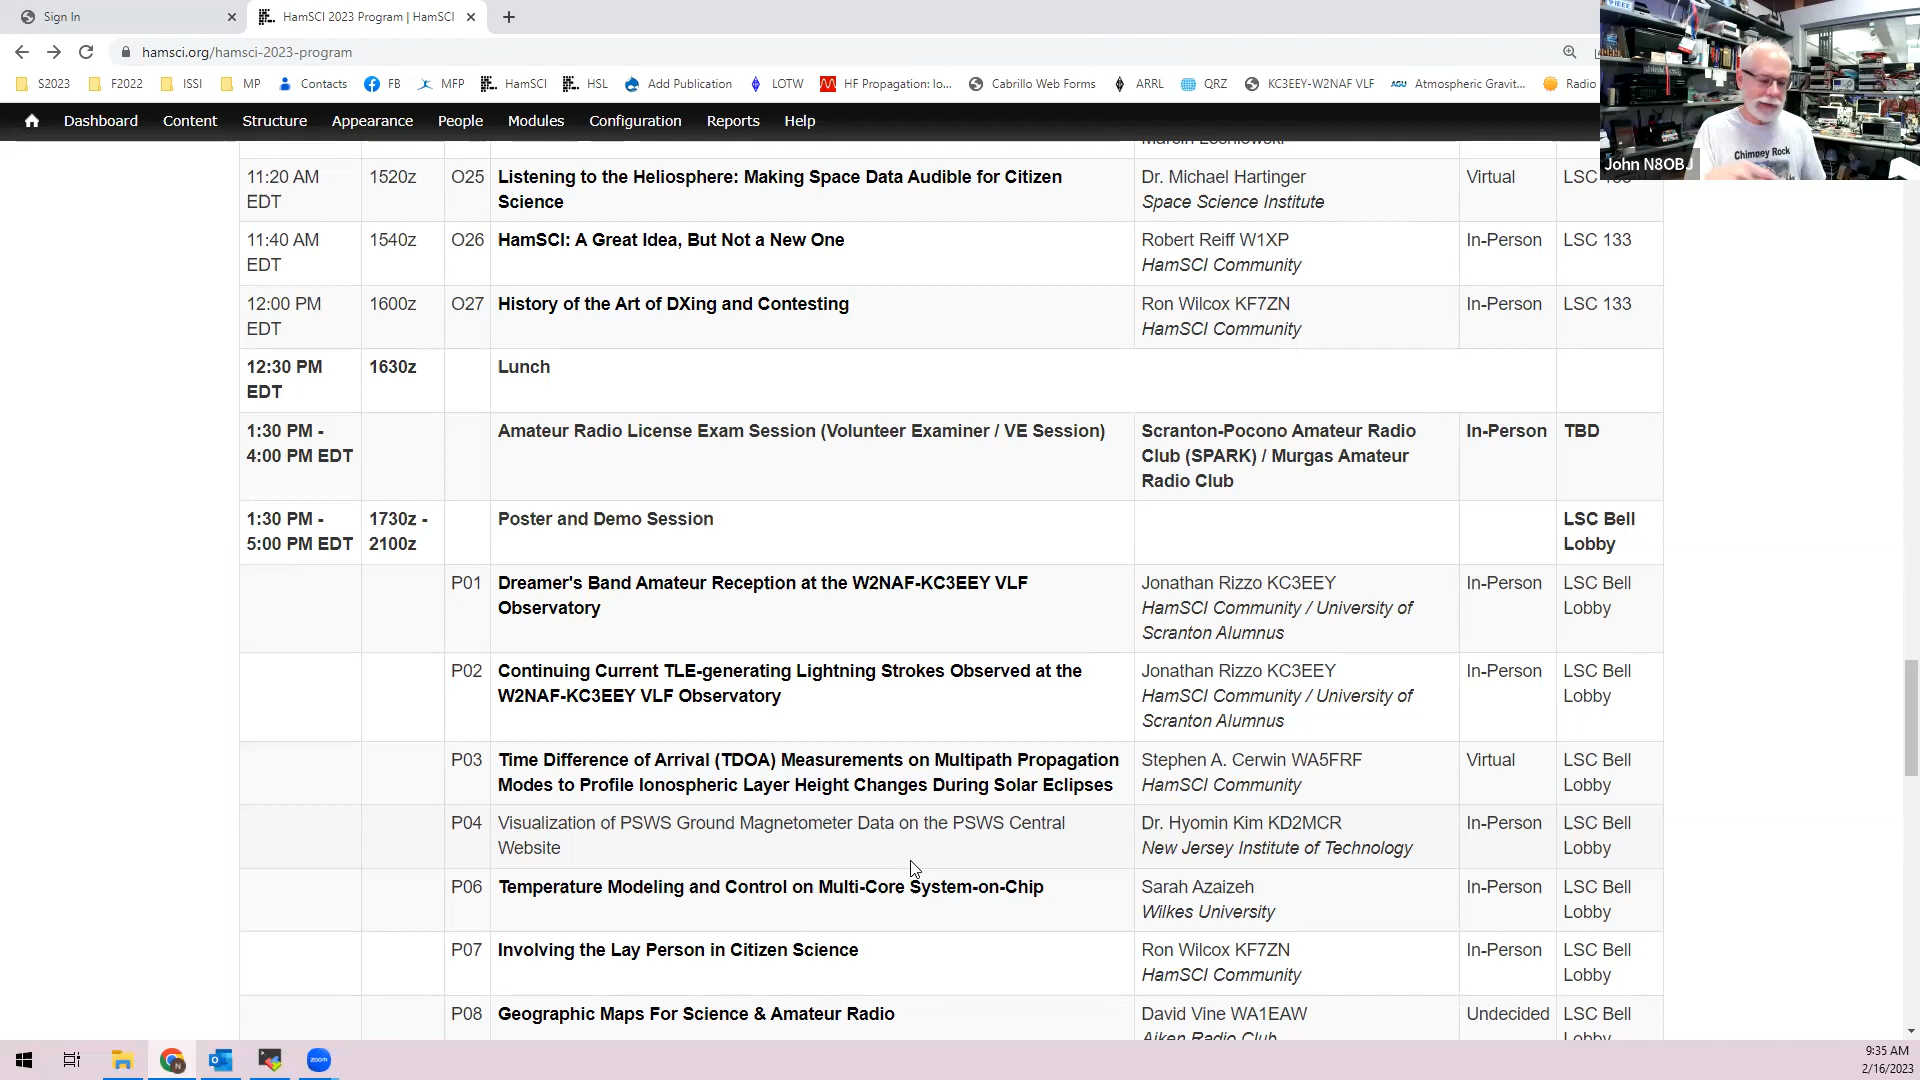 Sign In
HamSCI 2023 Program | HamSCI
hamsci.org/hamsci-2023-program
S2023 F2022 ISSI MP Contacts FB MFP HamSCI HSL Add Publication LOTW HF Propagation: Io... Cabrillo Web Forms ARRL QRZ KC3EEY-W2NAF VLF AGU Atmospheric Gravit... Radio
Dashboard Content Structure Appearance People Modules Configuration Reports Help
IEEE
Chimney Rock
John N8OBJ
11:20 AM 1520z O25 Listening to the Heliosphere: Making Space Data Audible for Citizen Dr. Michael Hartinger Virtual LSC
EDT Science Space Science Institute
11:40 AM 1540z O26 HamSCI: A Great Idea, But Not a New One Robert Reiff W1XP In-Person LSC 133
EDT HamSCI Community
12:00 PM 1600z O27 History of the Art of DXing and Contesting Ron Wilcox KF7ZN In-Person LSC 133
EDT HamSCI Community
12:30 PM 1630z Lunch
EDT
1:30 PM - Amateur Radio License Exam Session (Volunteer Examiner / VE Session) Scranton-Pocono Amateur Radio In-Person TBD
4:00 PM EDT Club (SPARK) / Murgas Amateur
Radio Club
1:30 PM - 1730z - Poster and Demo Session LSC Bell
5:00 PM EDT 2100z Lobby
P01 Dreamer's Band Amateur Reception at the W2NAF-KC3EEY VLF Jonathan Rizzo KC3EEY In-Person LSC Bell
Observatory HamSCI Community / University of Lobby
Scranton Alumnus
P02 Continuing Current TLE-generating Lightning Strokes Observed at the Jonathan Rizzo KC3EEY In-Person LSC Bell
W2NAF-KC3EEY VLF Observatory HamSCI Community / University of Lobby
Scranton Alumnus
P03 Time Difference of Arrival (TDOA) Measurements on Multipath Propagation Stephen A. Cerwin WA5FRF Virtual LSC Bell
Modes to Profile Ionospheric Layer Height Changes During Solar Eclipses HamSCI Community Lobby
P04 Visualization of PSWS Ground Magnetometer Data on the PSWS Central Dr. Hyomin Kim KD2MCR In-Person LSC Bell
Website New Jersey Institute of Technology Lobby
P06 Temperature Modeling and Control on Multi-Core System-on-Chip Sarah Azaizeh In-Person LSC Bell
Wilkes University Lobby
P07 Involving the Lay Person in Citizen Science Ron Wilcox KF7ZN In-Person LSC Bell
HamSCI Community Lobby
P08 Geographic Maps For Science & Amateur Radio David Vine WA1EAW Undecided LSC Bell
Aiken Radio Club Lobby
zoom
9:35 AM
2/16/2023